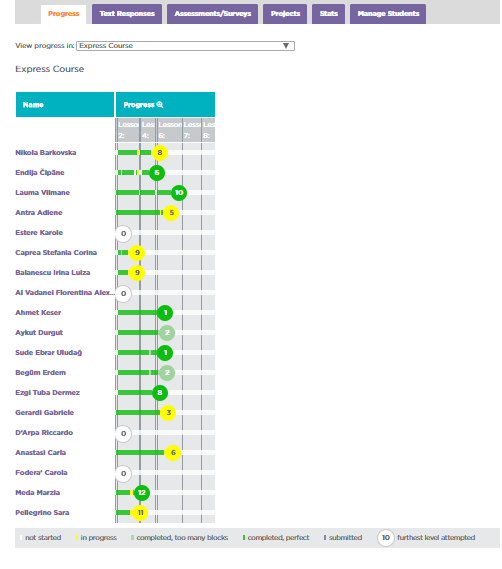 Progress Text Responses Assessments/Surveys Projects Stats Manage Students
View progress in: Express Course
Express Course
Name Progress
Lesso Les Lesson Less Les
2: 4: 6: 7: 8:
Nikola Barkovska 8
Endija Čipāne 6
Lauma Vilmane 10
Antra Adiene 5
Estere Karole 0
Caprea Stefania Corina 9
Balanescu Irina Luiza 9
Al Vadanei Florentina Alex... 0
Ahmet Keser 1
Aykut Durgut 2
Sude Ebrar Uludağ 1
Begüm Erdem 2
Ezgi Tuba Dermez 8
Gerardi Gabriele 3
D'Arpa Riccardo 0
Anastasi Carla 6
Fodera' Carola 0
Meda Marzia 12
Pellegrino Sara 11
not started in progress completed, too many blocks completed, perfect submitted 10 furthest level attempted